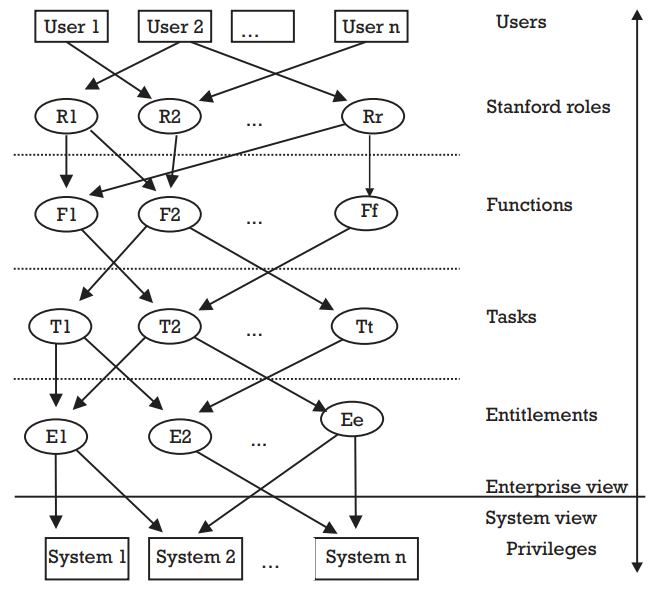 User 1 User 2 ... User n Users
R1 R2 ... Rr Stanford roles
F1 F2 ... Ff Functions
T1 T2 ... Tt Tasks
E1 E2 ... Ee Entitlements
Enterprise view
System view
Privileges
System 1 System 2 ... System n